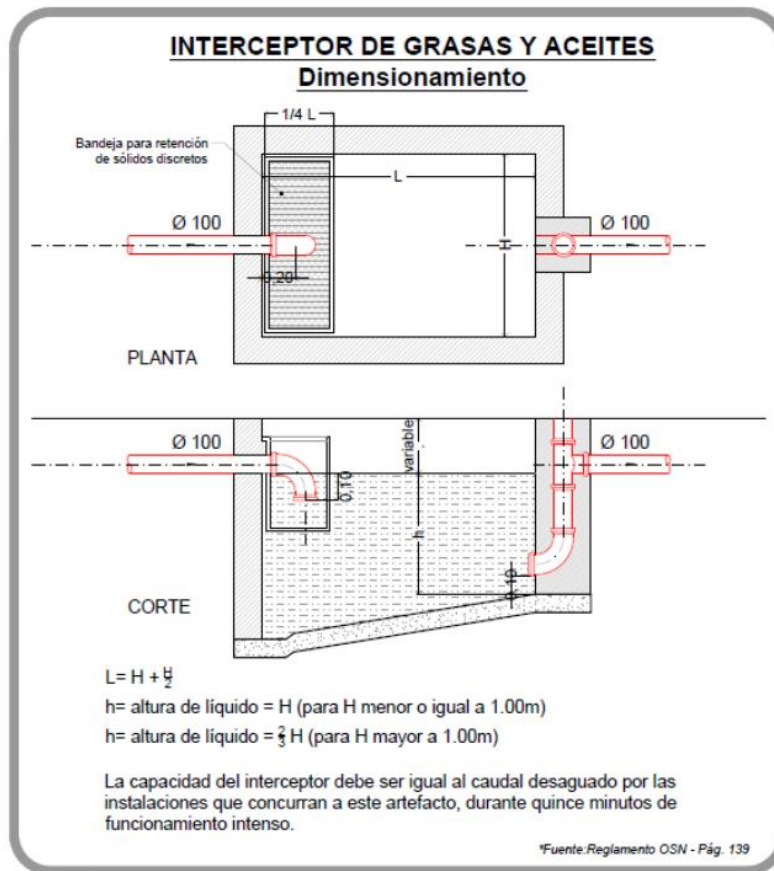 INTERCEPTOR DE GRASAS Y ACEITES
Dimensionamiento
1/4 L
Bandeja para retención
de sólidos discretos
L
Ø 100
Ø 100
H
0,20
PLANTA
variable
Ø 100
Ø 100
0,10
h
0,10
CORTE
L= H + H/2
h= altura de líquido = H (para H menor o igual a 1.00m)
h= altura de líquido = 2/3 H (para H mayor a 1.00m)
La capacidad del interceptor debe ser igual al caudal desaguado por las
instalaciones que concurran a este artefacto, durante quince minutos de
funcionamiento intenso.
*Fuente:Reglamento OSN - Pág. 139